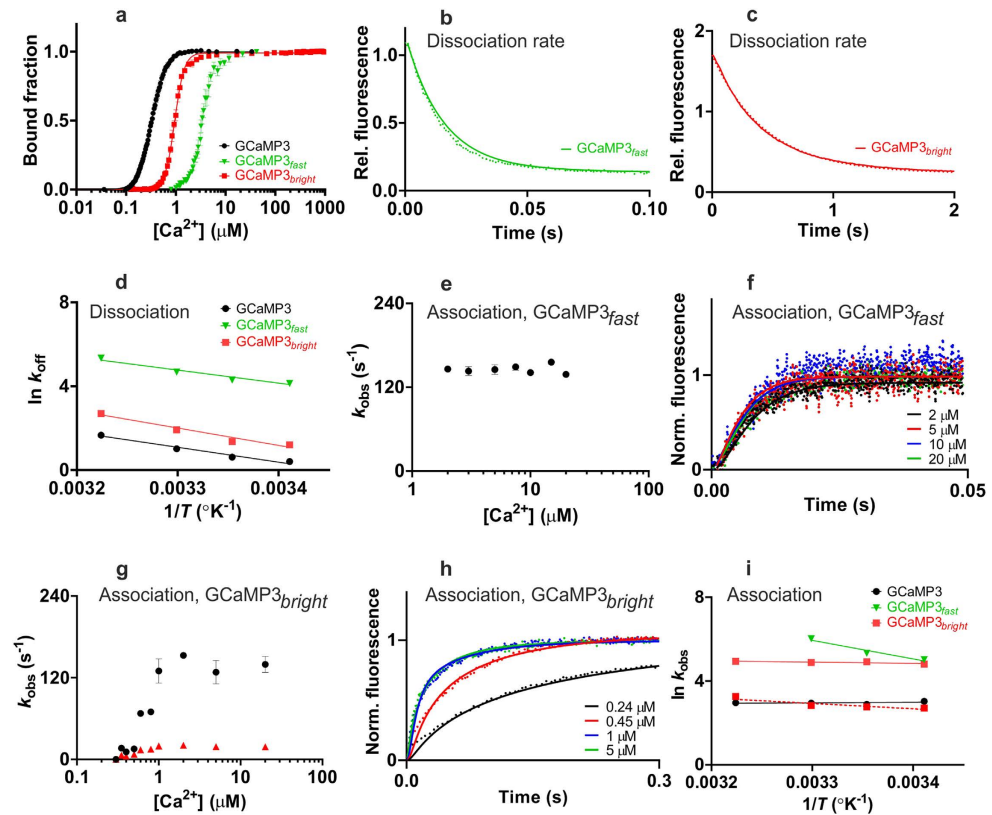 a
Bound fraction
1.0
0.5
0.0
0.01
0.1
1
10
100
1000
[Ca²⁺] (μM)
GCaMP3
GCaMP3fast
GCaMP3bright
b
Dissociation rate
Rel. fluorescence
1.0
0.5
0.0
0.00
0.05
0.10
Time (s)
GCaMP3fast
c
Dissociation rate
Rel. fluorescence
2
1
0
0
1
2
Time (s)
GCaMP3bright
d
Dissociation
ln koff
8
4
0
0.0032
0.0033
0.0034
1/T (°K⁻¹)
GCaMP3
GCaMP3fast
GCaMP3bright
e
Association, GCaMP3fast
kobs (s⁻¹)
240
120
0
1
10
100
[Ca²⁺] (μM)
f
Association, GCaMP3fast
Norm. fluorescence
1
0
0.00
0.05
Time (s)
2 μM
5 μM
10 μM
20 μM
g
Association, GCaMP3bright
kobs (s⁻¹)
240
120
0
0.1
1
10
100
[Ca²⁺] (μM)
h
Association, GCaMP3bright
Norm. fluorescence
1
0
0.0
0.3
Time (s)
0.24 μM
0.45 μM
1 μM
5 μM
i
Association
ln kobs
8
4
0
0.0032
0.0033
0.0034
1/T (°K⁻¹)
GCaMP3
GCaMP3fast
GCaMP3bright